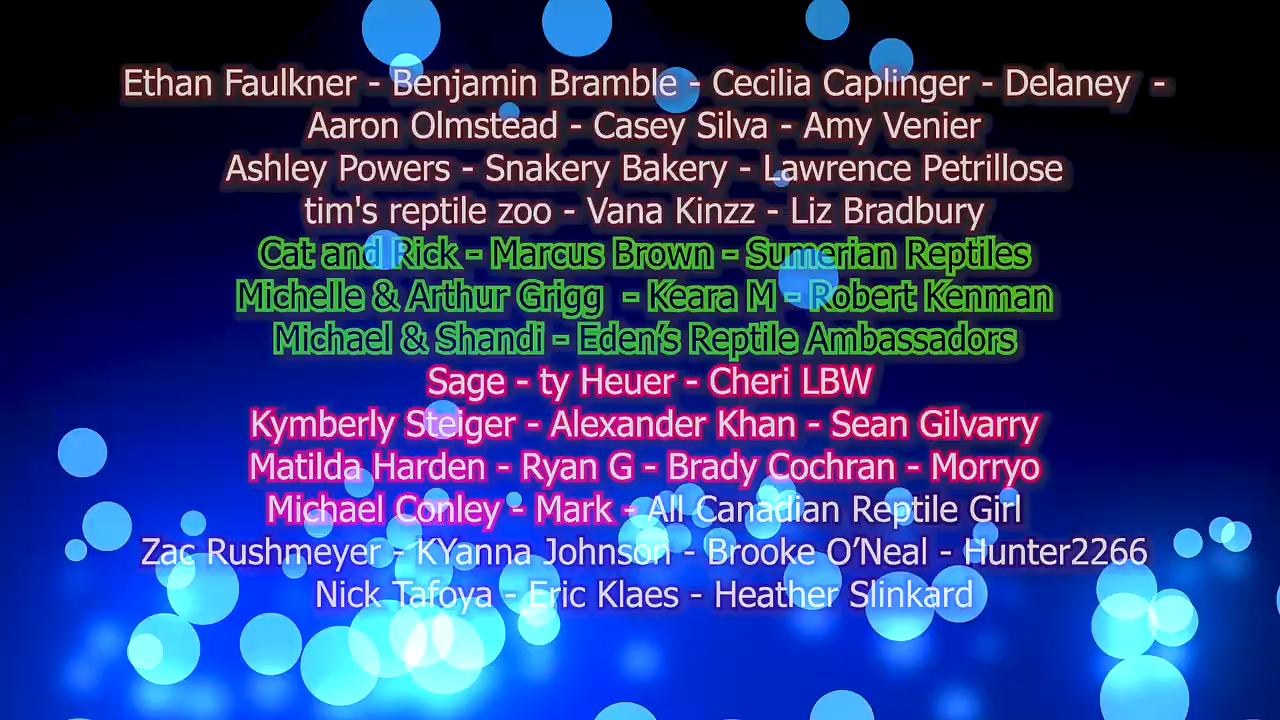 Ethan Faulkner - Benjamin Bramble - Cecilia Caplinger - Delaney -
Aaron Olmstead - Casey Silva - Amy Venier
Ashley Powers - Snakery Bakery - Lawrence Petrillose
tim's reptile zoo - Vana Kinzz - Liz Bradbury
Cat and Rick - Marcus Brown - Sumerian Reptiles
Michelle & Arthur Grigg - Keara M - Robert Kenman
Michael & Shandi - Eden’s Reptile Ambassadors
Sage - ty Heuer - Cheri LBW
Kymberly Steiger - Alexander Khan - Sean Gilvarry
Matilda Harden - Ryan G - Brady Cochran - Morryo
Michael Conley - Mark - All Canadian Reptile Girl
Zac Rushmeyer - KYanna Johnson - Brooke O’Neal - Hunter2266
Nick Tafoya - Eric Klaes - Heather Slinkard